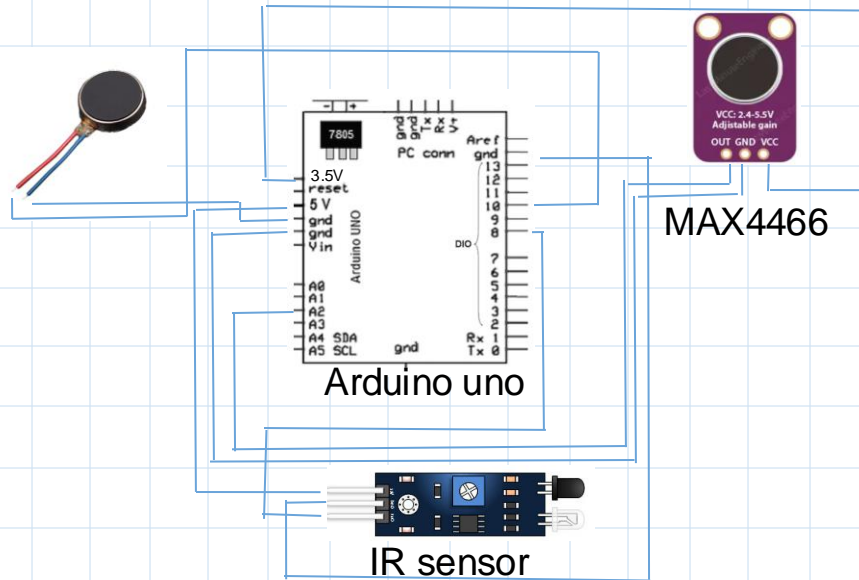 - +
gnd
gnd
Tx
Rx
V+
7805
PC conn
Aref
gnd
13
12
11
10
9
8
DIO
7
6
5
4
3
2
Rx 1
Tx 0
3.5V
reset
5 V
gnd
gnd
Vin
Arduino UNO
A0
A1
A2
A3
A4 SDA
A5 SCL
gnd
Arduino uno
VCC: 2.4-5.5V
Adjistable gain
OUT GND VCC
MAX4466
IR sensor